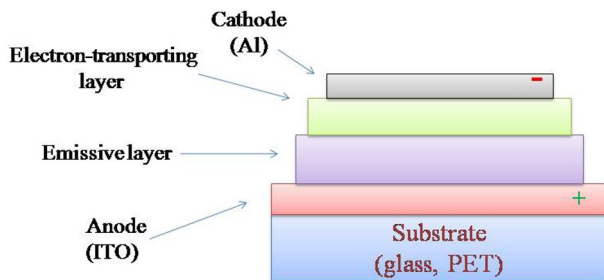 Cathode
(Al)
Electron-transporting
layer
Emissive layer
Anode
(ITO)
-
+
Substrate
(glass, PET)